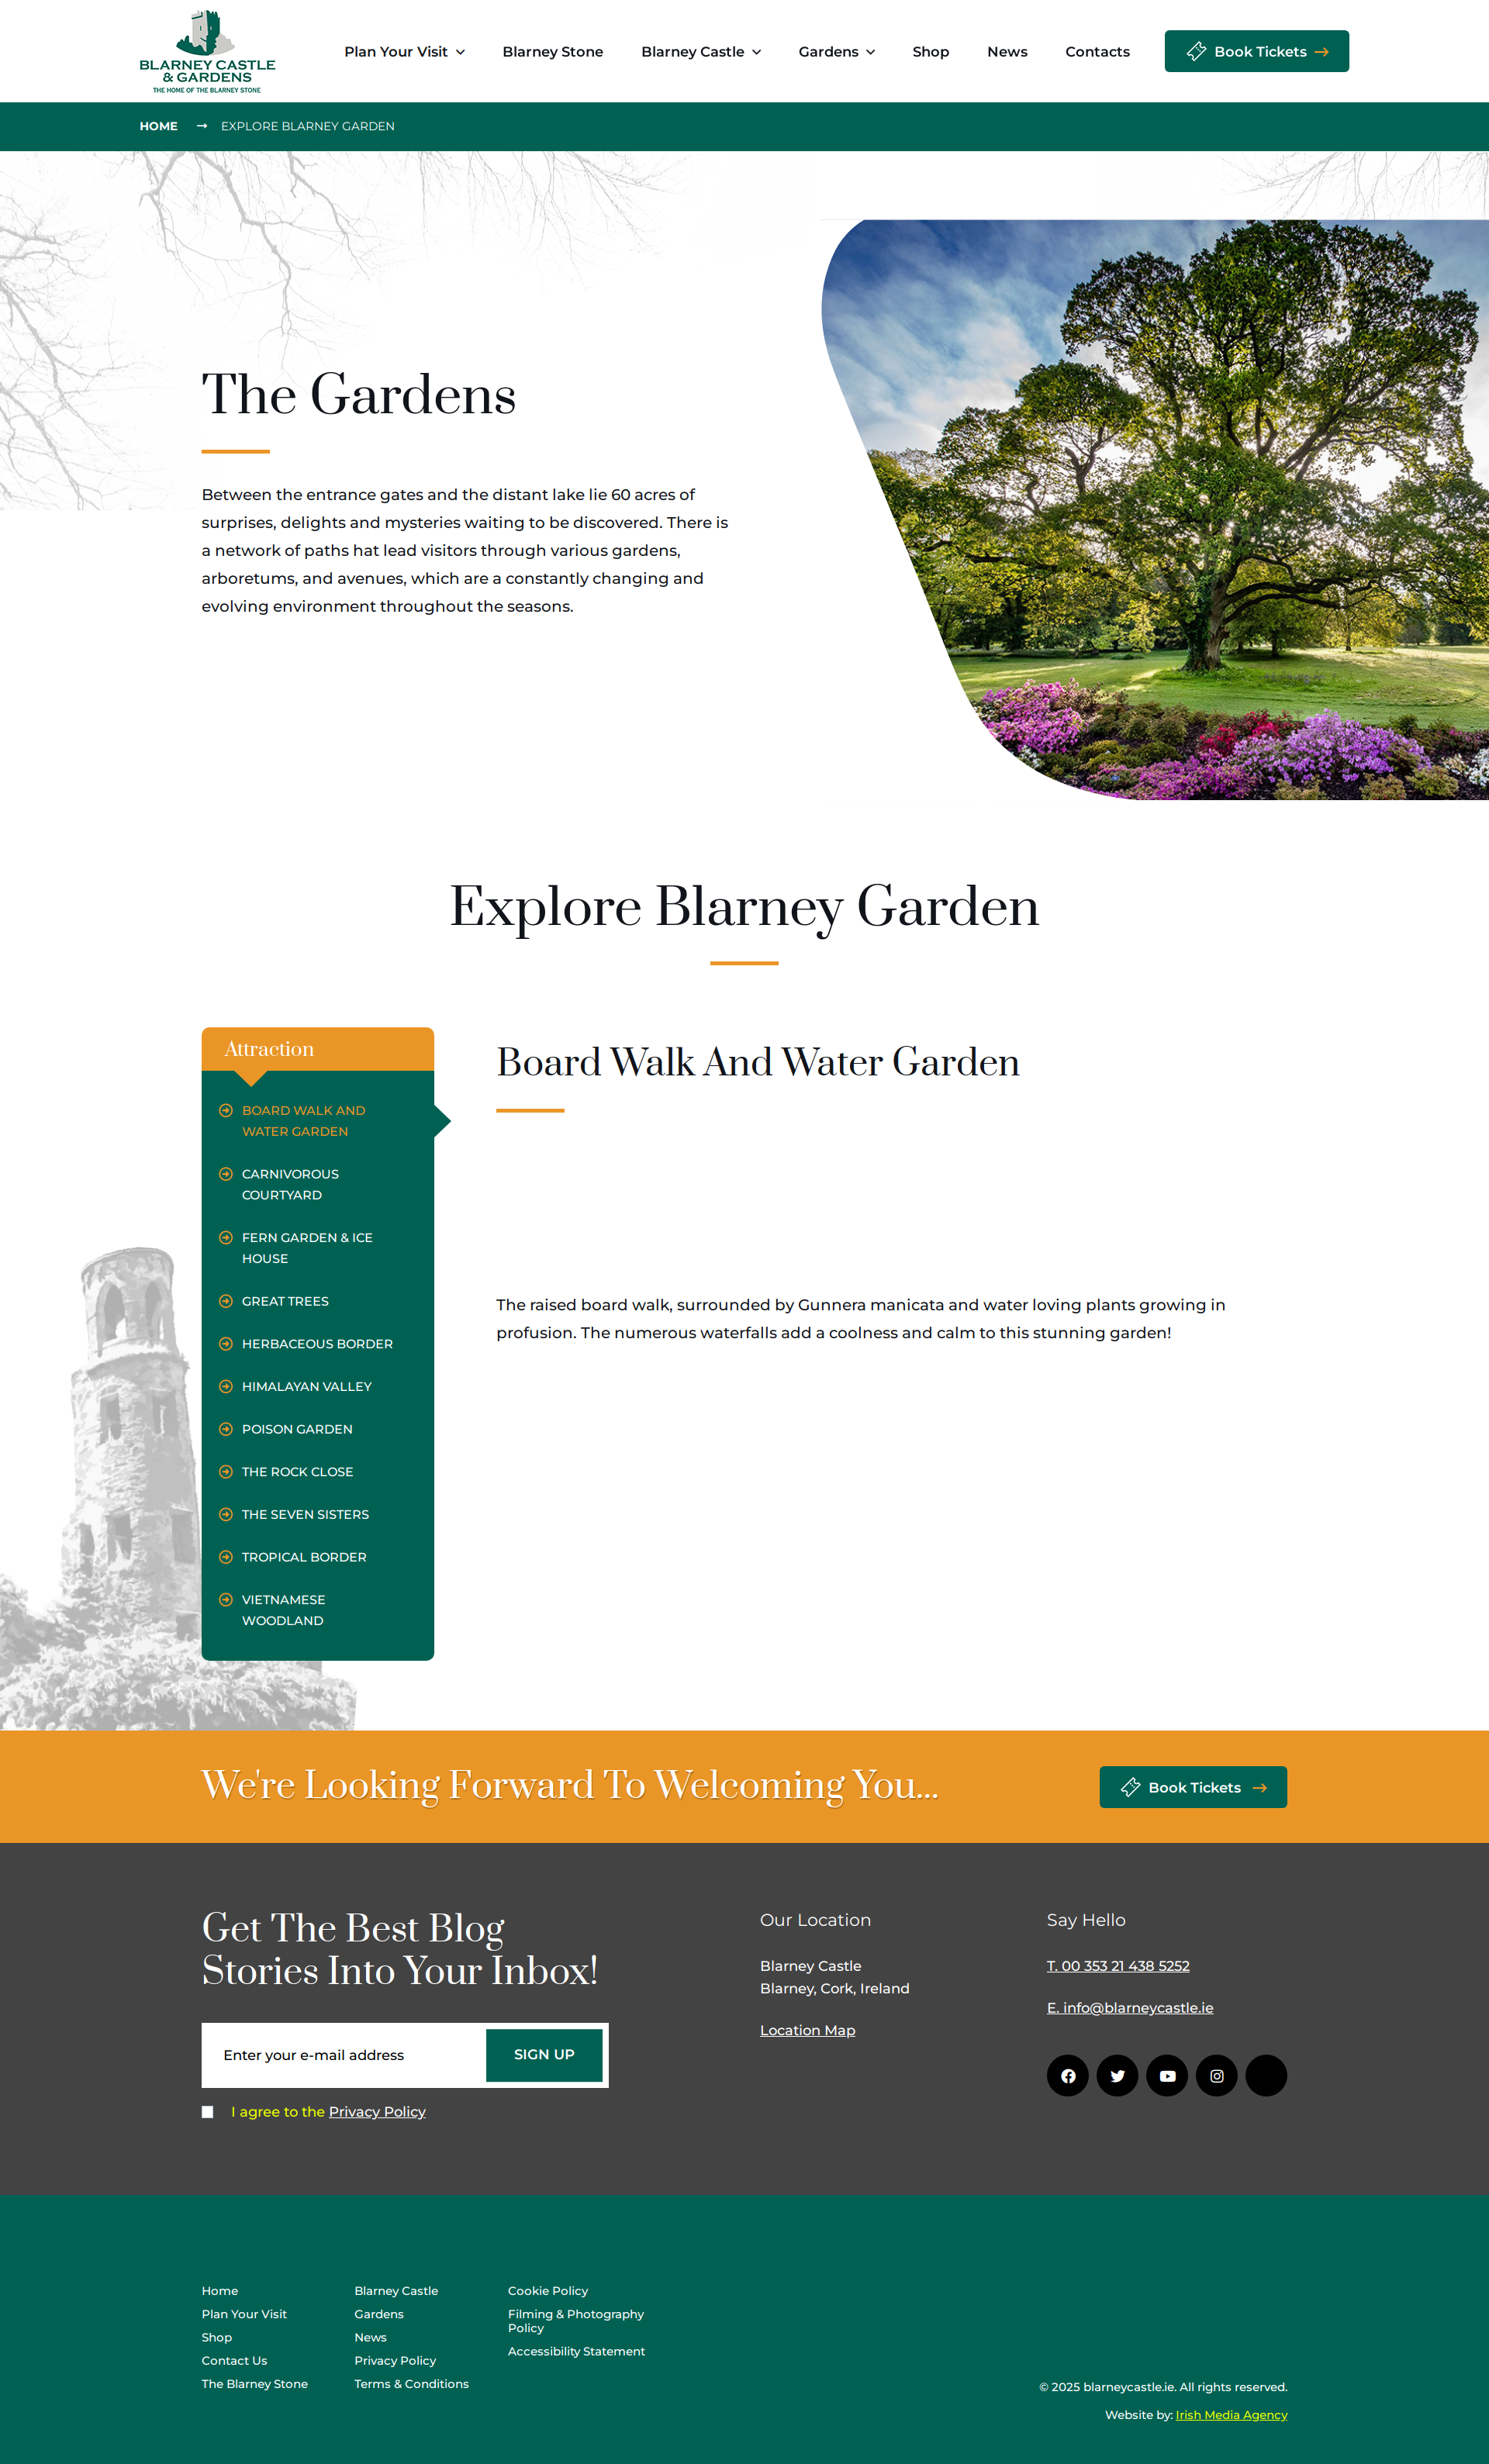 BLARNEY CASTLE
& GARDENS
THE HOME OF THE BLARNEY STONE
Plan Your Visit
Blarney Stone
Blarney Castle
Gardens
Shop
News
Contacts
Book Tickets
HOME
EXPLORE BLARNEY GARDEN
The Gardens
Between the entrance gates and the distant lake lie 60 acres of
surprises, delights and mysteries waiting to be discovered. There is
a network of paths hat lead visitors through various gardens,
arboretums, and avenues, which are a constantly changing and
evolving environment throughout the seasons.
Explore Blarney Garden
Attraction
BOARD WALK AND
WATER GARDEN
CARNIVOROUS
COURTYARD
FERN GARDEN & ICE
HOUSE
GREAT TREES
HERBACEOUS BORDER
HIMALAYAN VALLEY
POISON GARDEN
THE ROCK CLOSE
THE SEVEN SISTERS
TROPICAL BORDER
VIETNAMESE
WOODLAND
Board Walk And Water Garden
The raised board walk, surrounded by Gunnera manicata and water loving plants growing in
profusion. The numerous waterfalls add a coolness and calm to this stunning garden!
We're Looking Forward To Welcoming You...
Book Tickets
Get The Best Blog
Stories Into Your Inbox!
Enter your e-mail address
SIGN UP
I agree to the Privacy Policy
Our Location
Blarney Castle
Blarney, Cork, Ireland
Location Map
Say Hello
T. 00 353 21 438 5252
E. info@blarneycastle.ie
Home
Plan Your Visit
Shop
Contact Us
The Blarney Stone
Blarney Castle
Gardens
News
Privacy Policy
Terms & Conditions
Cookie Policy
Filming & Photography
Policy
Accessibility Statement
© 2025 blarneycastle.ie. All rights reserved.
Website by: Irish Media Agency